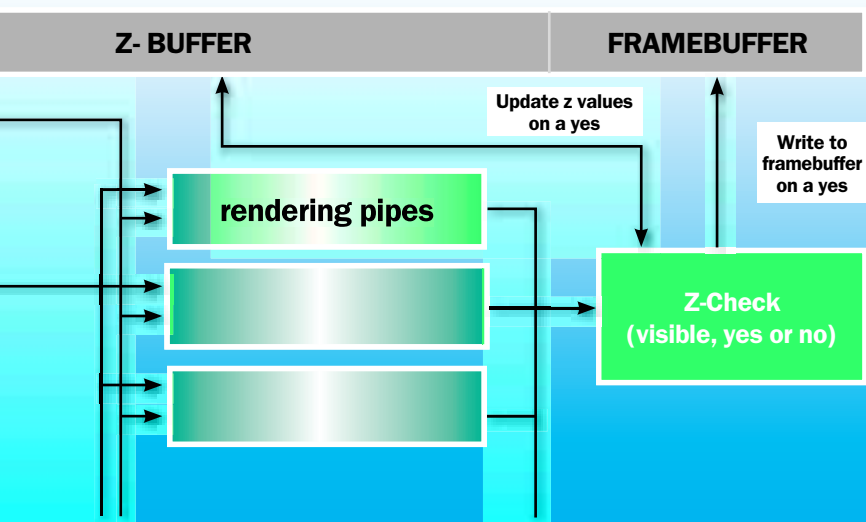 Z- BUFFER
FRAMEBUFFER
Update z values
on a yes
Write to
framebuffer
on a yes
rendering pipes
Z-Check
(visible, yes or no)